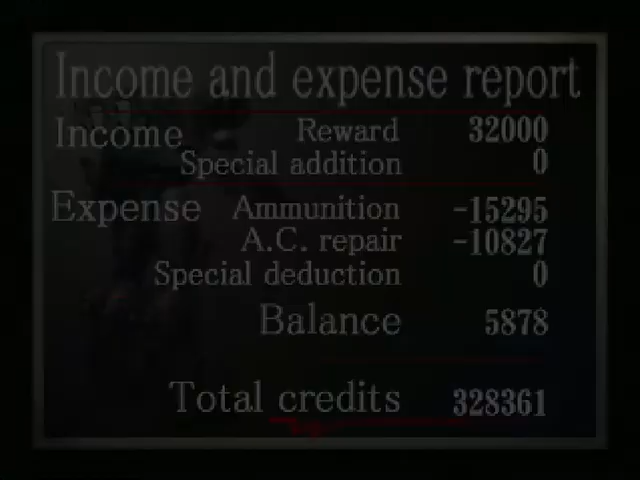 Income and expense report
Income Reward 32000
Special addition 0
Expense Ammunition -15295
A.C. repair -10827
Special deduction 0
Balance 5878
Total credits 328361